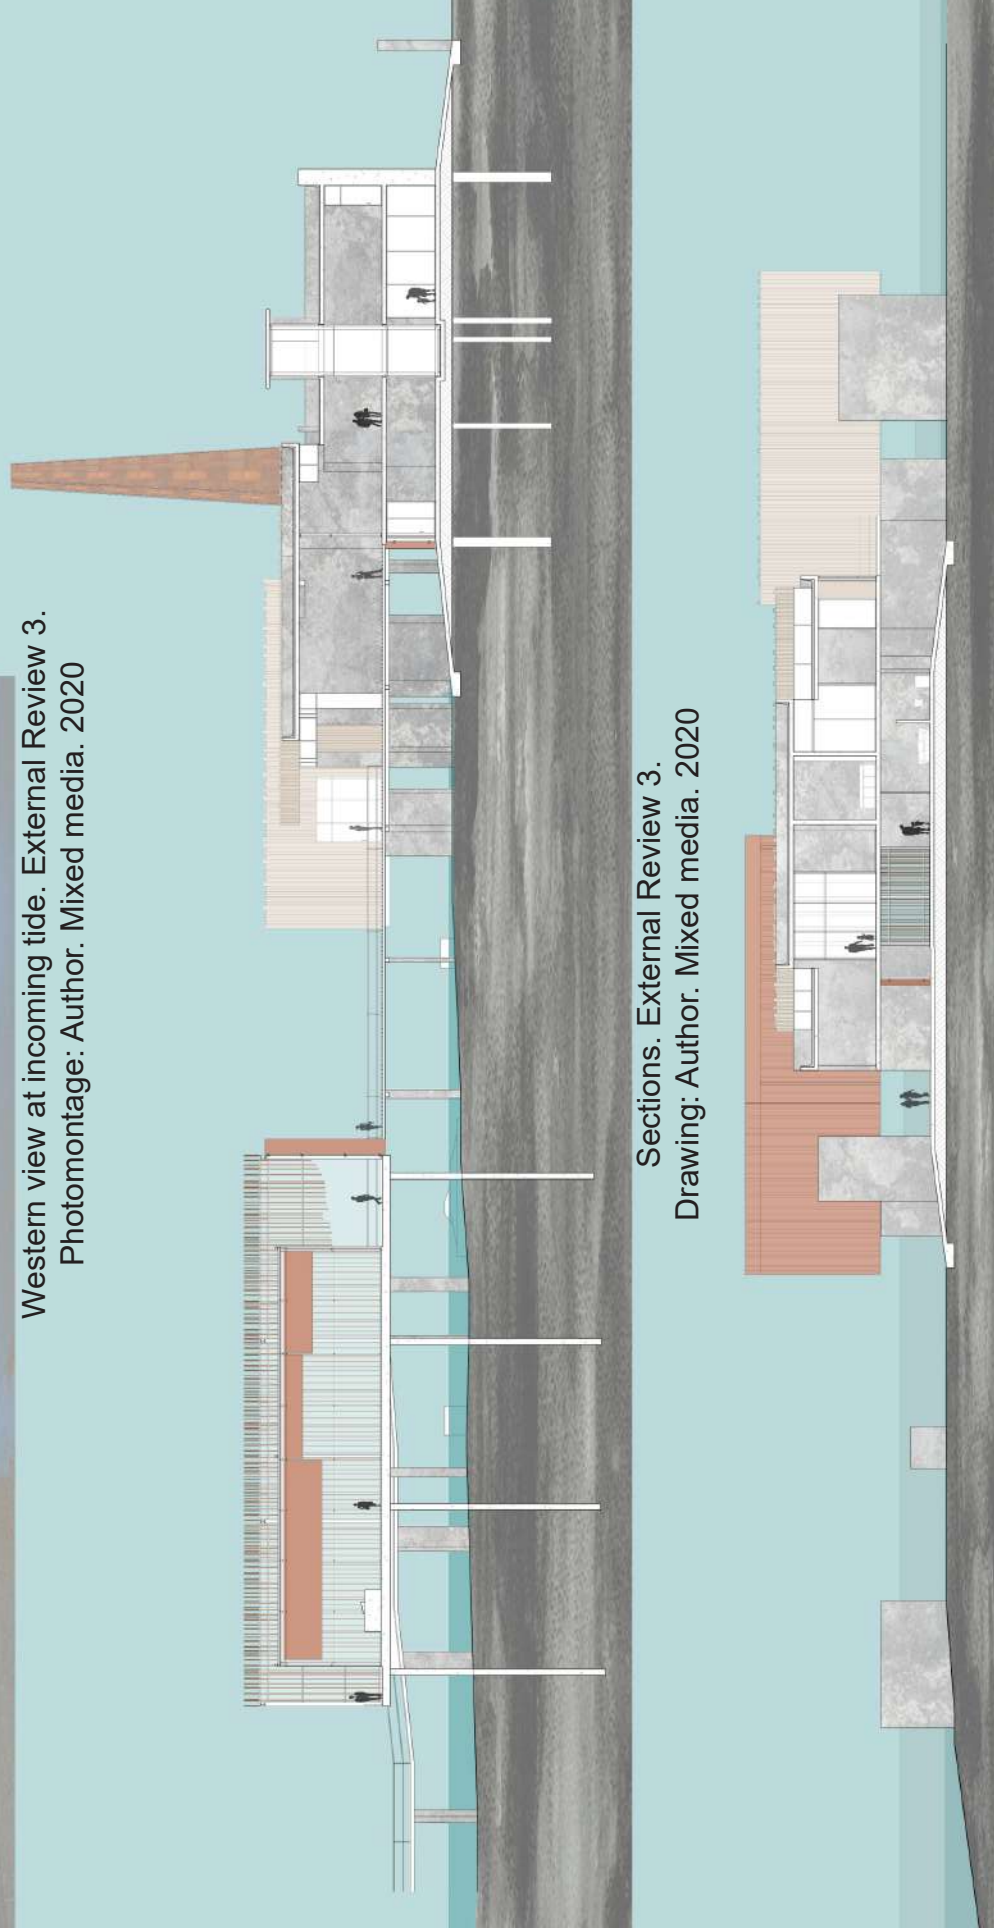 Western view at incoming tide. External Review 3.
Photomontage: Author. Mixed media. 2020
Sections. External Review 3.
Drawing: Author. Mixed media. 2020